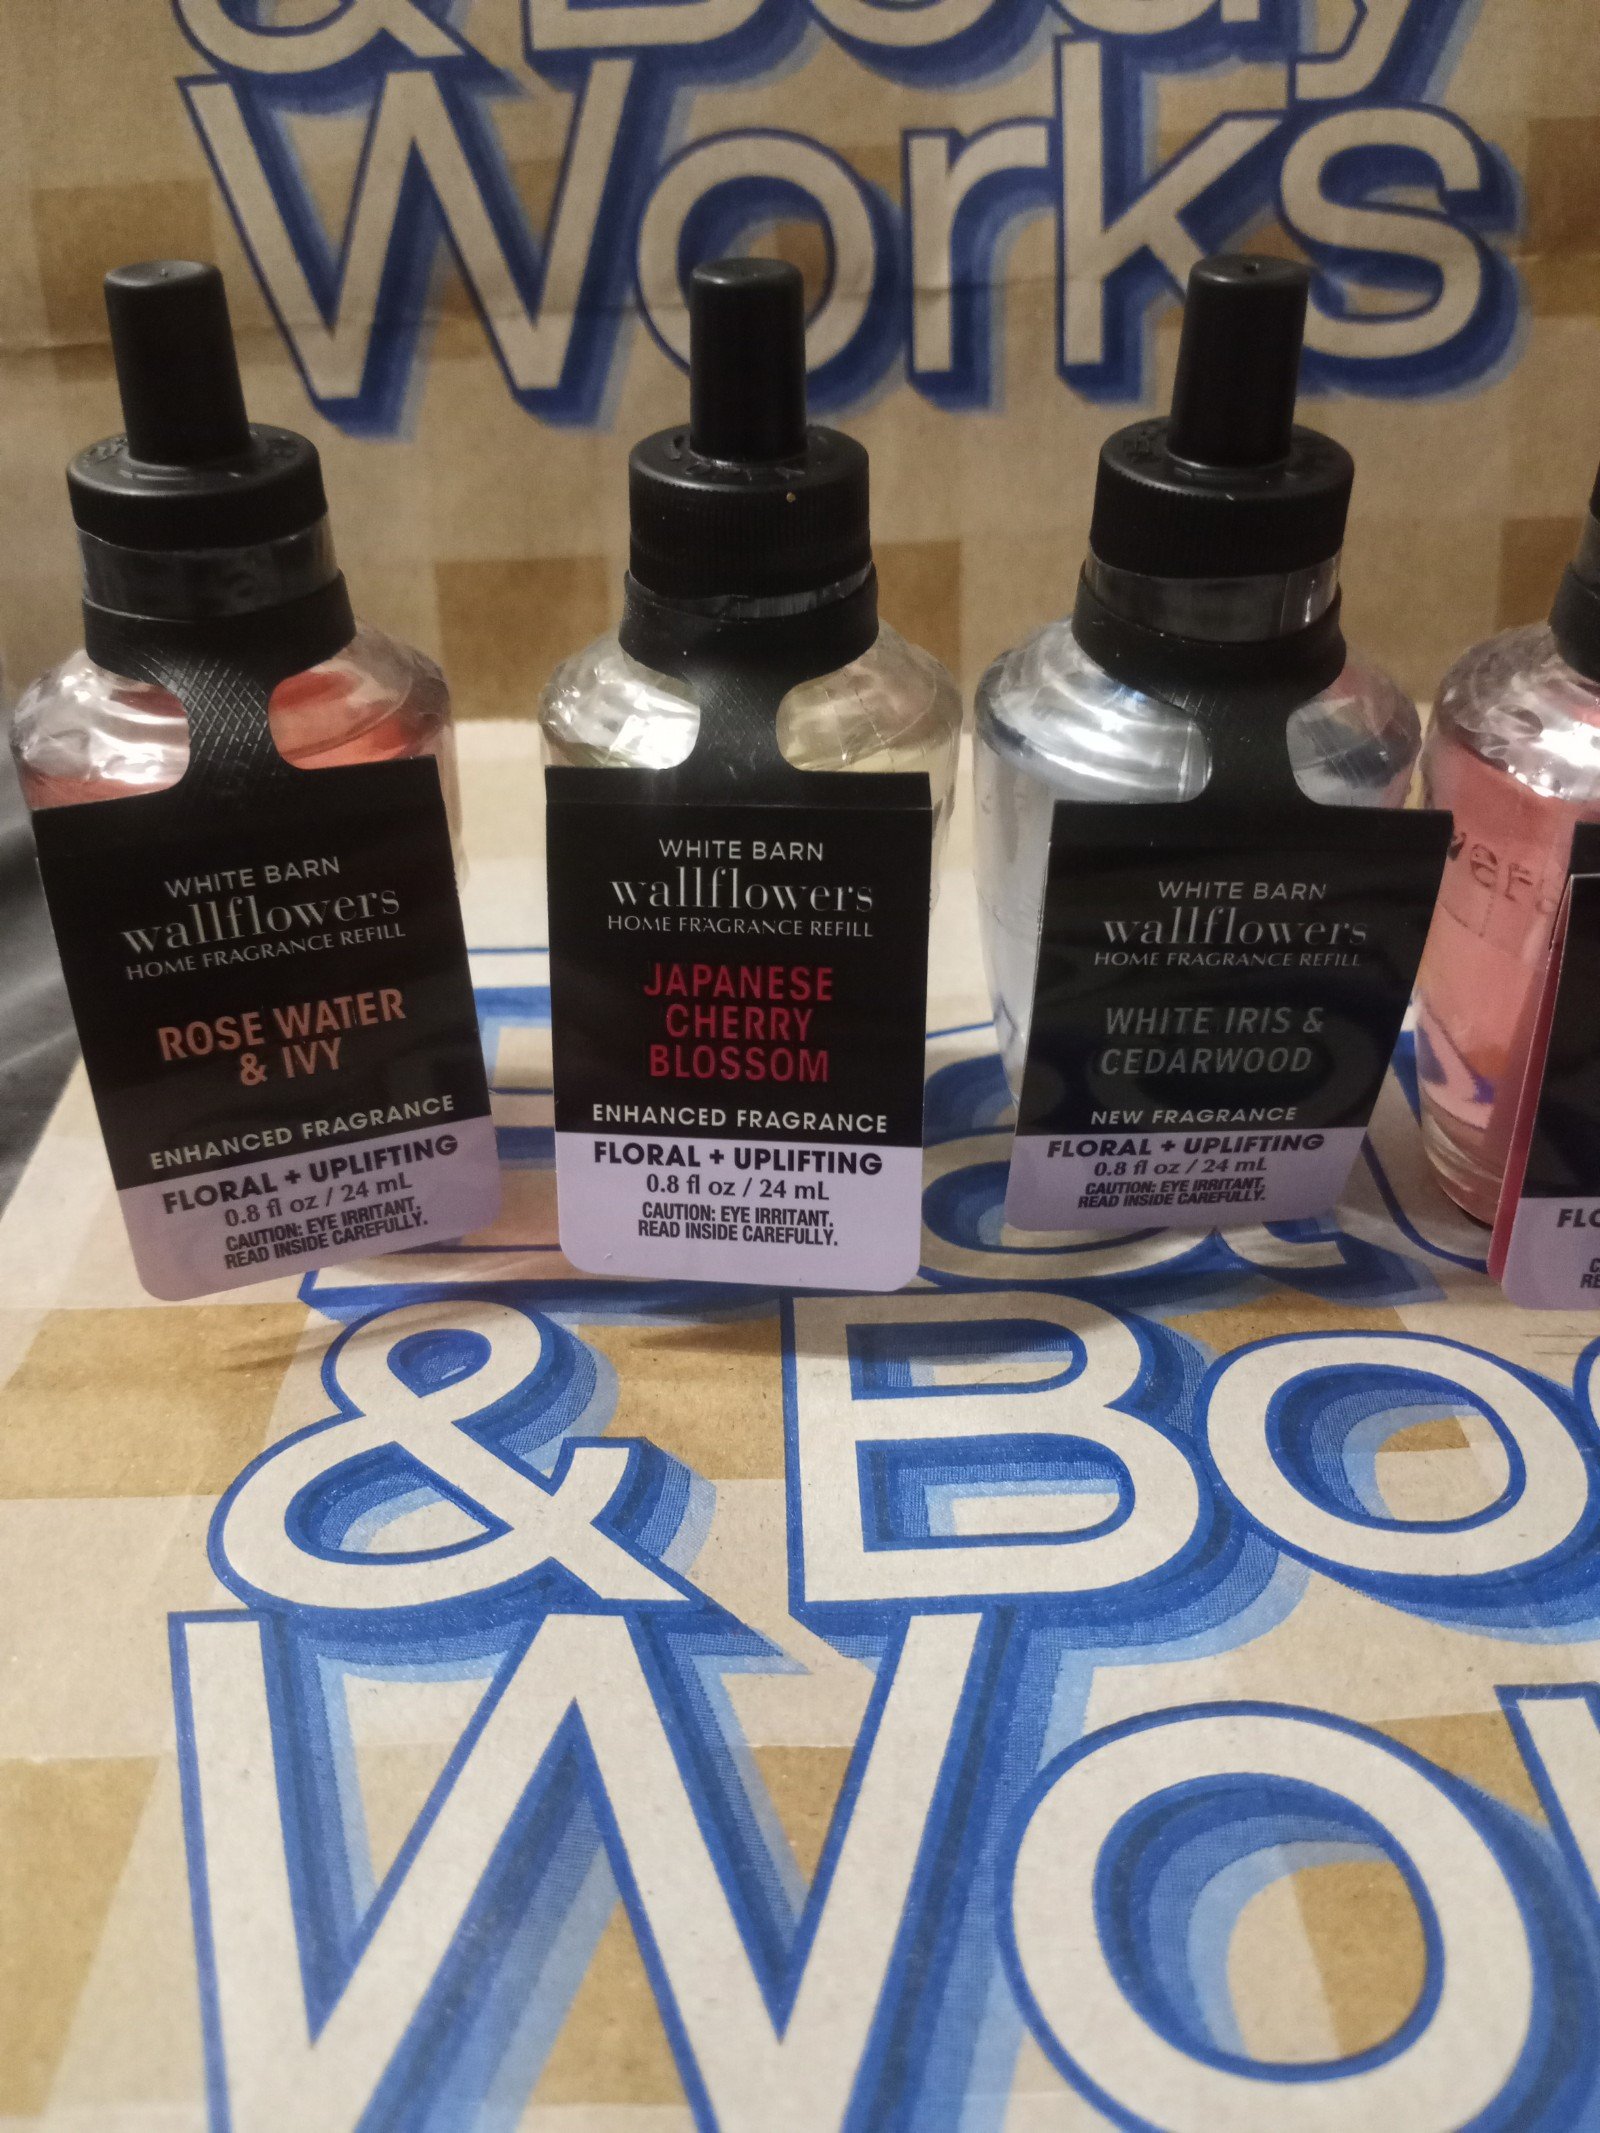 & Body
Works
WHITE BARN
wallflowers
HOME FRAGRANCE REFILL
ROSE WATER
& IVY
ENHANCED FRAGRANCE
FLORAL + UPLIFTING
0.8 fl oz / 24 mL
CAUTION: EYE IRRITANT.
READ INSIDE CAREFULLY.
WHITE BARN
wallflowers
HOME FRAGRANCE REFILL
JAPANESE
CHERRY
BLOSSOM
ENHANCED FRAGRANCE
FLORAL + UPLIFTING
0.8 fl oz / 24 mL
CAUTION: EYE IRRITANT.
READ INSIDE CAREFULLY.
WHITE BARN
wallflowers
HOME FRAGRANCE REFILL
WHITE IRIS &
CEDARWOOD
NEW FRAGRANCE
FLORAL + UPLIFTING
0.8 fl oz / 24 mL
CAUTION: EYE IRRITANT.
READ INSIDE CAREFULLY.
FLO
C
RE
& Bo
Wo